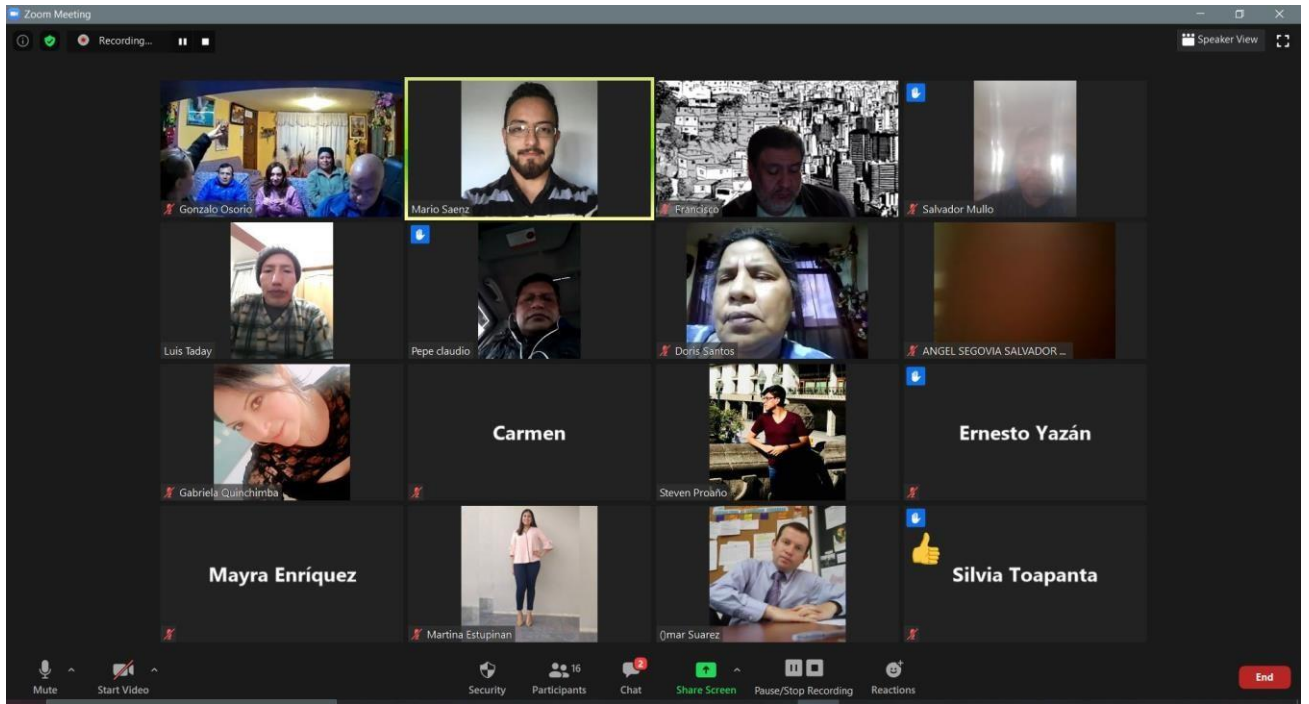 Zoom Meeting
Recording...
Speaker View
Gonzalo Osorio
Mario Saenz
Francisco
Salvador Mullo
Luis Taday
Pepe claudio
Doris Santos
ANGEL SEGOVIA SALVADOR ...
Gabriela Quinchimba
Carmen
Steven Proaño
Ernesto Yazán
Mayra Enríquez
Martina Estupinan
()mar Suarez
Silvia Toapanta
Mute
Start Video
Security
16
Participants
2
Chat
Share Screen
Pause/Stop Recording
Reactions
End